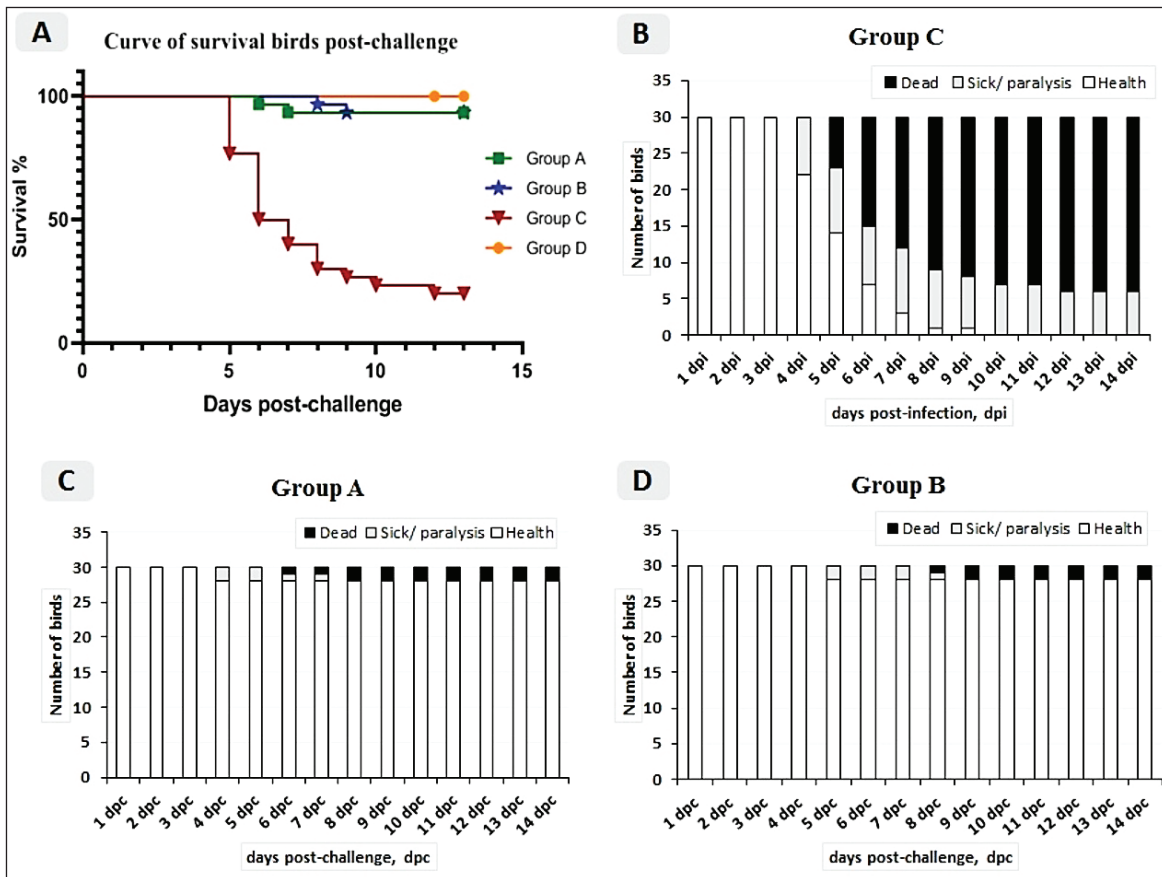 A
Curve of survival birds post-challenge
Survival %
100
50
0
0 5 10 15
Days post-challenge
Group A
Group B
Group C
Group D
B
Group C
Dead Sick/ paralysis Health
Number of birds
35
30
25
20
15
10
5
0
1 dpi 2 dpi 3 dpi 4 dpi 5 dpi 6 dpi 7 dpi 8 dpi 9 dpi 10 dpi 11 dpi 12 dpi 13 dpi 14 dpi
days post-infection, dpi
C
Group A
Dead Sick/ paralysis Health
Number of birds
35
30
25
20
15
10
5
0
1 dpc 2 dpc 3 dpc 4 dpc 5 dpc 6 dpc 7 dpc 8 dpc 9 dpc 10 dpc 11 dpc 12 dpc 13 dpc 14 dpc
days post-challenge, dpc
D
Group B
Dead Sick/ paralysis Health
Number of birds
35
30
25
20
15
10
5
0
1 dpc 2 dpc 3 dpc 4 dpc 5 dpc 6 dpc 7 dpc 8 dpc 9 dpc 10 dpc 11 dpc 12 dpc 13 dpc 14 dpc
days post-challenge, dpc